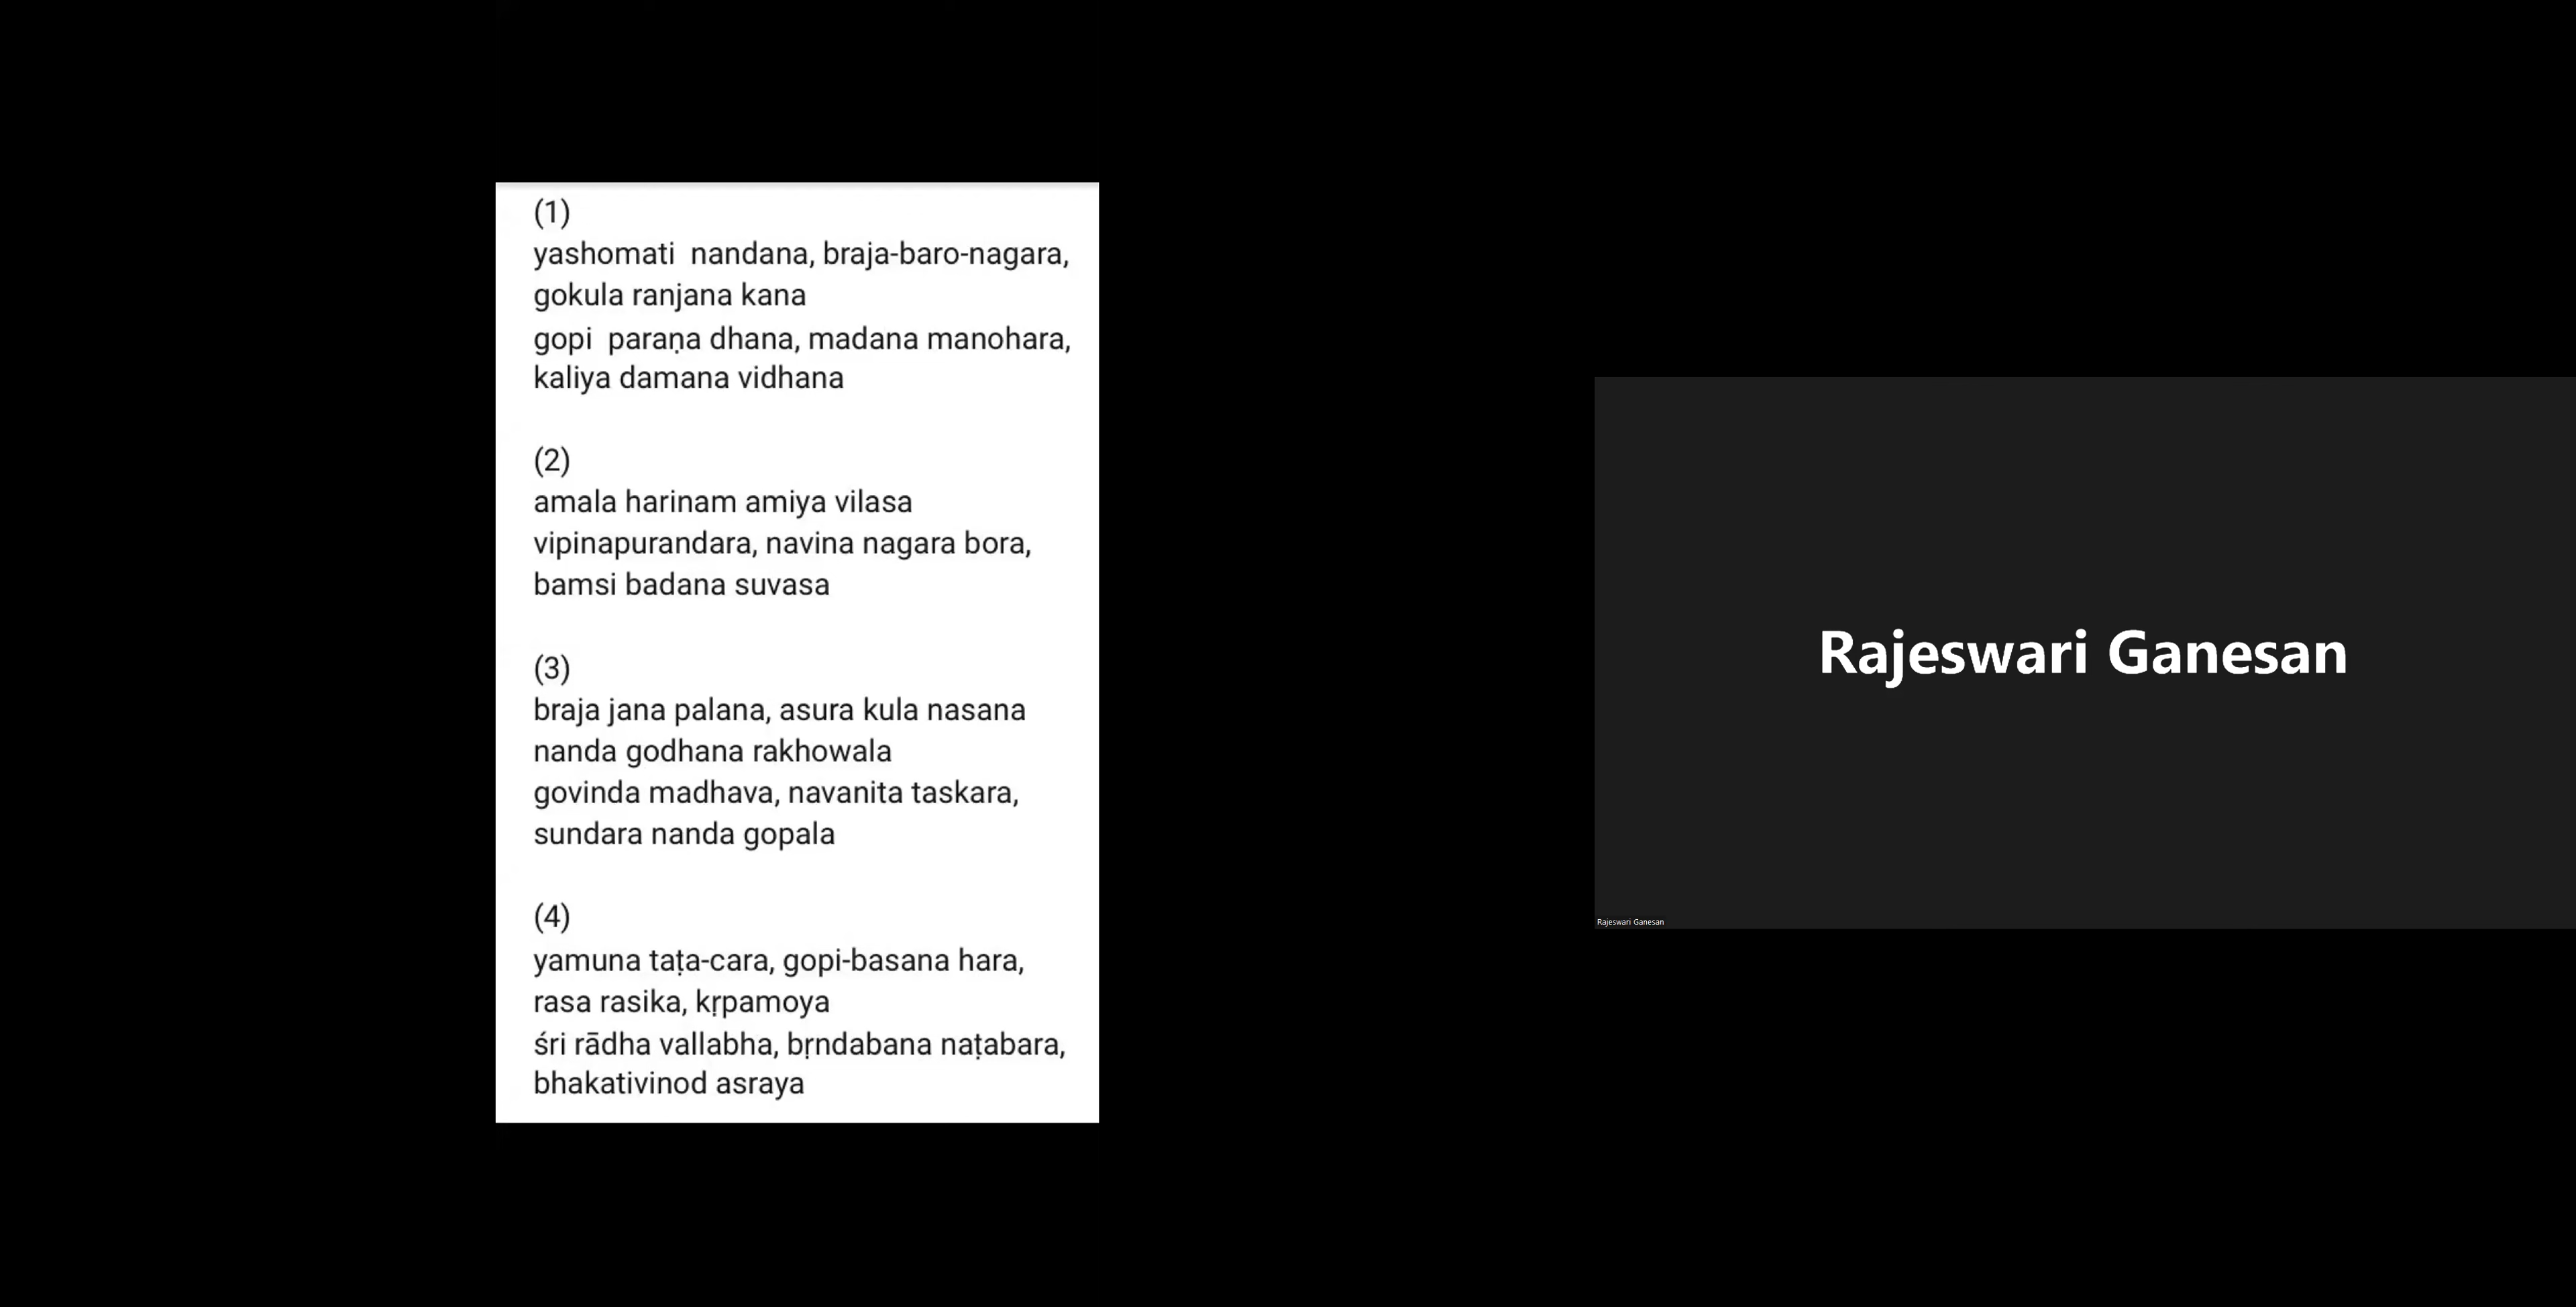 (1)
yashomati  nandana, braja-baro-nagara,
gokula ranjana kana
gopi  paraṇa dhana, madana manohara,
kaliya damana vidhana
(2)
amala harinam amiya vilasa
vipinapurandara, navina nagara bora,
bamsi badana suvasa
(3)
braja jana palana, asura kula nasana
nanda godhana rakhowala
govinda madhava, navanita taskara,
sundara nanda gopala
(4)
yamuna taṭa-cara, gopi-basana hara,
rasa rasika, kṛpamoya
śri rādha vallabha, bṛndabana naṭabara,
bhakativinod asraya
Rajeswari Ganesan
Rajeswari Ganesan